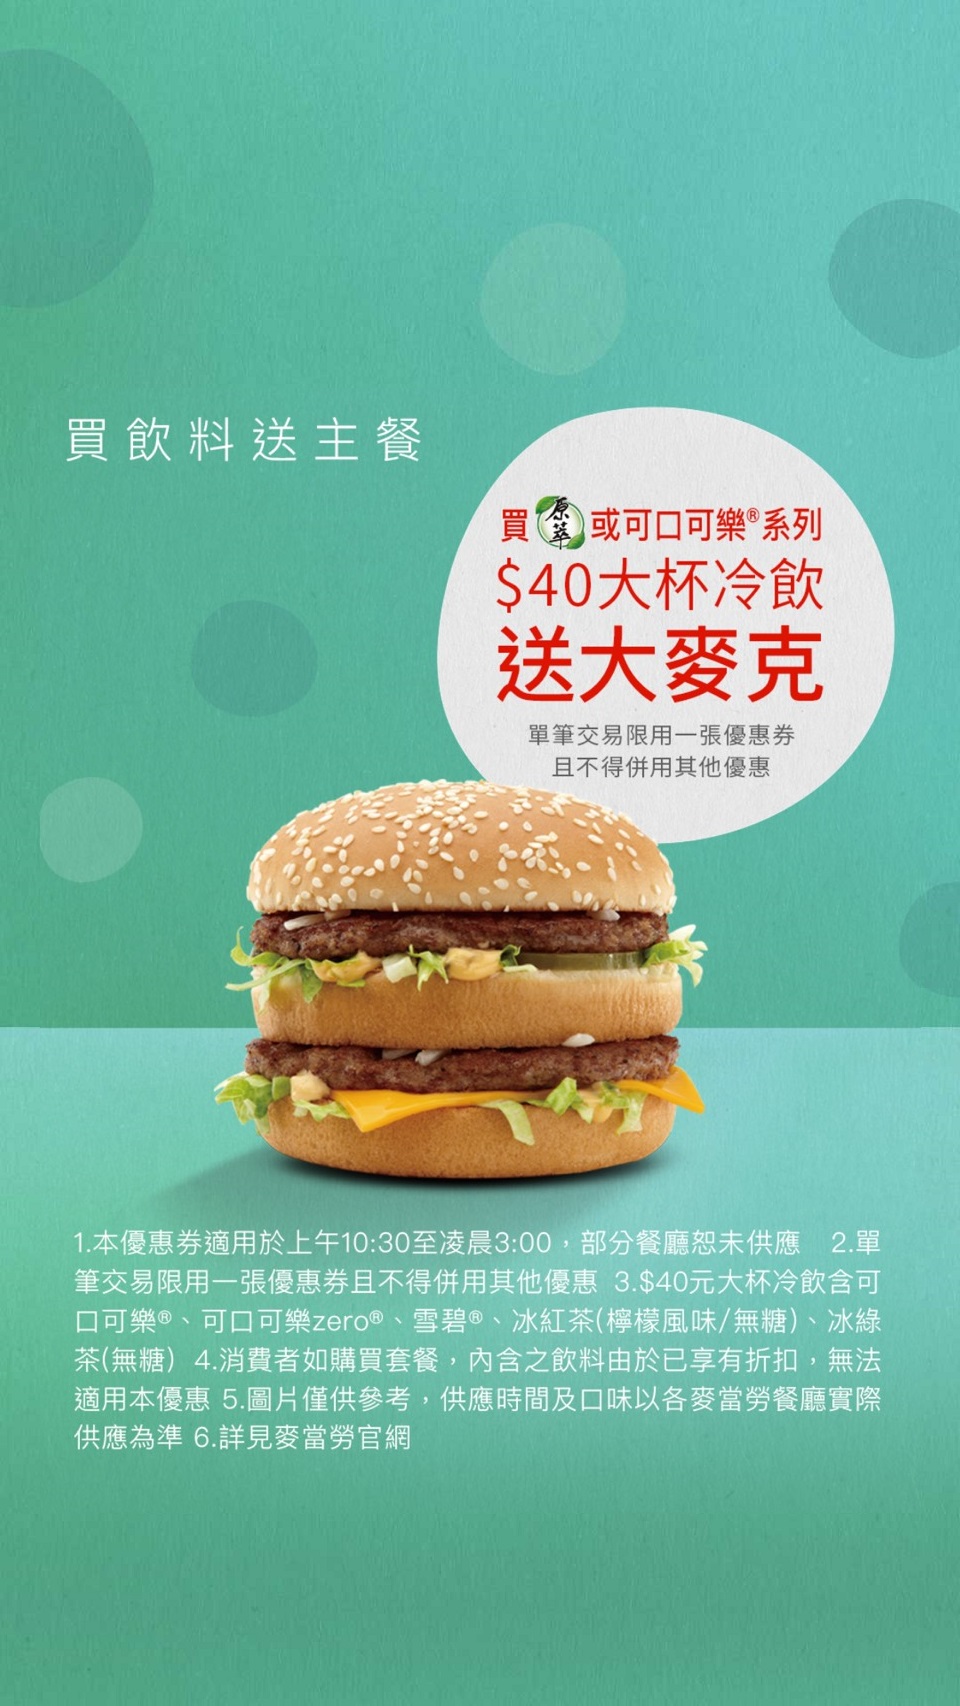 買飲料送主餐
買原萃或可口可樂®系列
$40大杯冷飲
送大麥克
單筆交易限用一張優惠券
且不得併用其他優惠
1.本優惠券適用於上午10:30至凌晨3:00，部分餐廳恕未供應 2.單
筆交易限用一張優惠券且不得併用其他優惠 3.$40元大杯冷飲含可
口可樂®、可口可樂zero®、雪碧®、冰紅茶(檸檬風味/無糖)、冰綠
茶(無糖) 4.消費者如購買套餐，內含之飲料由於已享有折扣，無法
適用本優惠 5.圖片僅供參考，供應時間及口味以各麥當勞餐廳實際
供應為準 6.詳見麥當勞官網